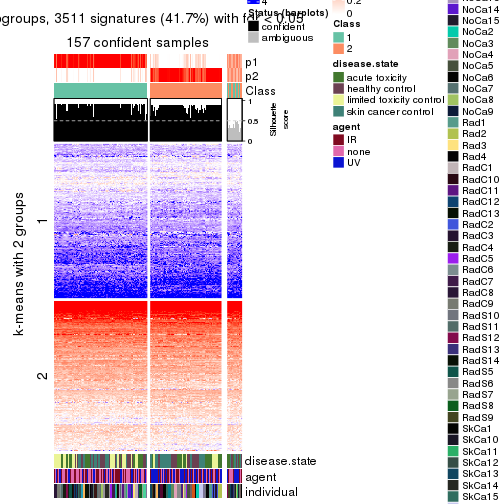 groups, 3511 signatures (41.7%) with fdr < 0.05
157 confident samples
p1
p2
Class
1
0.5
0
Silhouette
score
k-means with 2 groups
1
2
disease.state
agent
individual
4
Status (barplots)
confident
ambiguous
0.2
0
Class
1
2
disease.state
acute toxicity
healthy control
limited toxicity control
skin cancer control
agent
IR
none
UV
NoCa14
NoCa15
NoCa2
NoCa3
NoCa4
NoCa5
NoCa6
NoCa7
NoCa8
NoCa9
Rad1
Rad2
Rad3
Rad4
RadC1
RadC10
RadC11
RadC12
RadC13
RadC2
RadC3
RadC4
RadC5
RadC6
RadC7
RadC8
RadC9
RadS10
RadS11
RadS12
RadS13
RadS14
RadS5
RadS6
RadS7
RadS8
RadS9
SkCa1
SkCa10
SkCa11
SkCa12
SkCa13
SkCa14
SkCa15